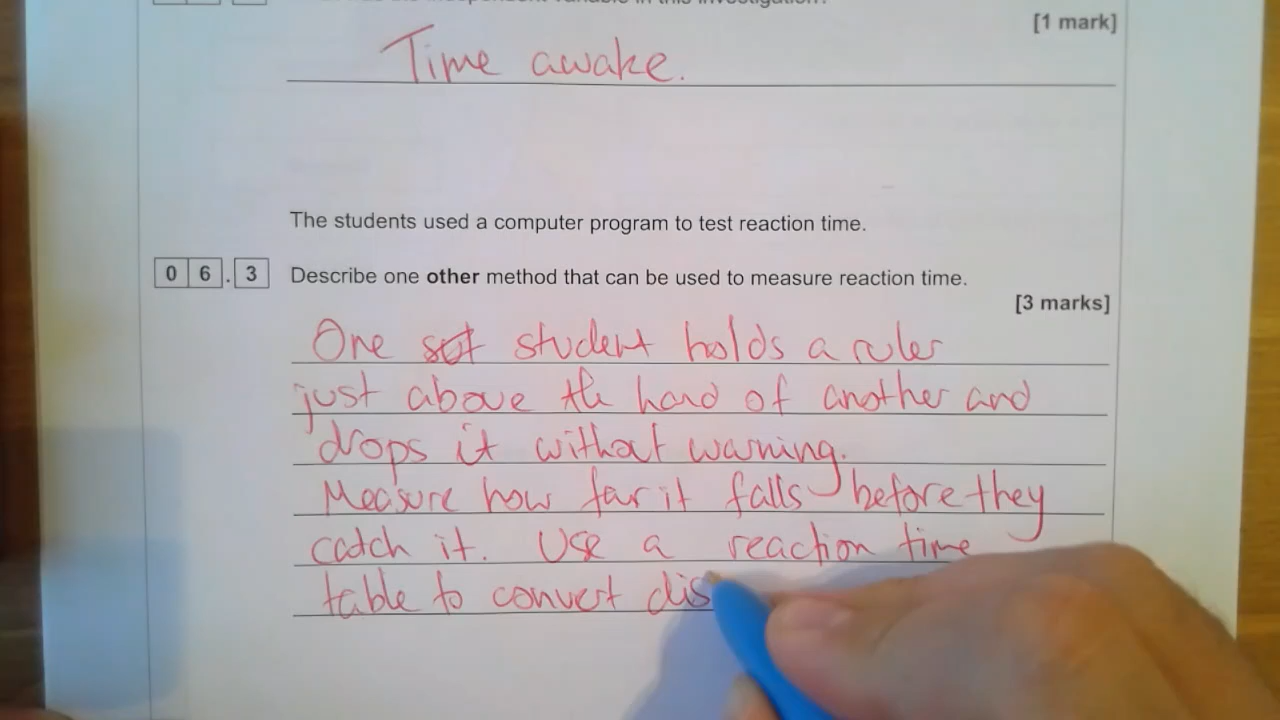 [1 mark]
Time awake.
The students used a computer program to test reaction time.
0 6 . 3 Describe one other method that can be used to measure reaction time.
[3 marks]
One student holds a ruler
just above the hand of another and
drops it without warning.
Measure how far it falls before they
catch it. Use a reaction time
table to convert dis